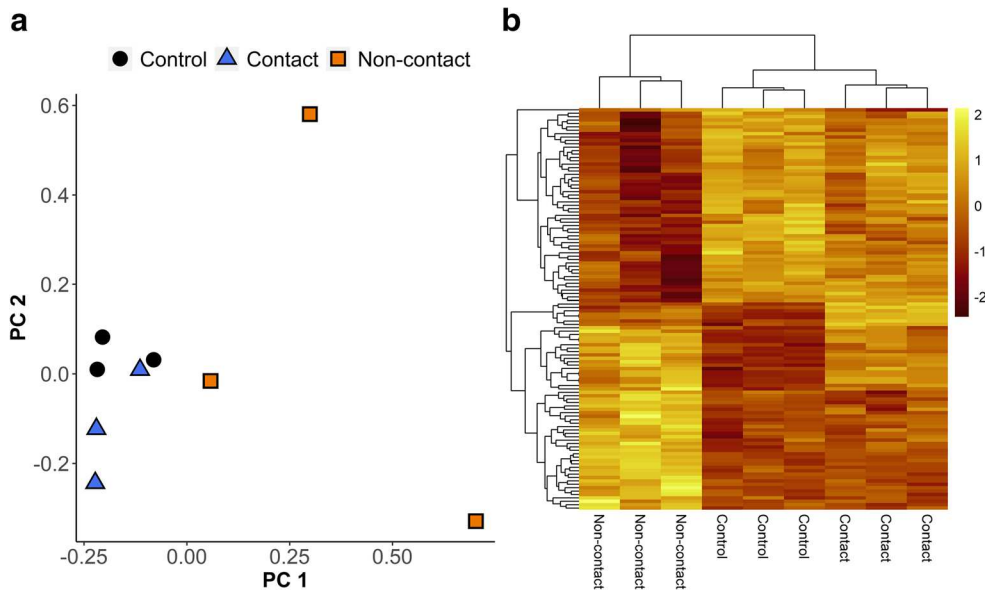 a
Control Contact Non-contact
0.6
0.4
0.2
0.0
-0.2
PC 2
-0.25 0.00 0.25 0.50
PC 1
b
2
1
0
-1
-2
Non-contact
Non-contact
Non-contact
Control
Control
Control
Contact
Contact
Contact